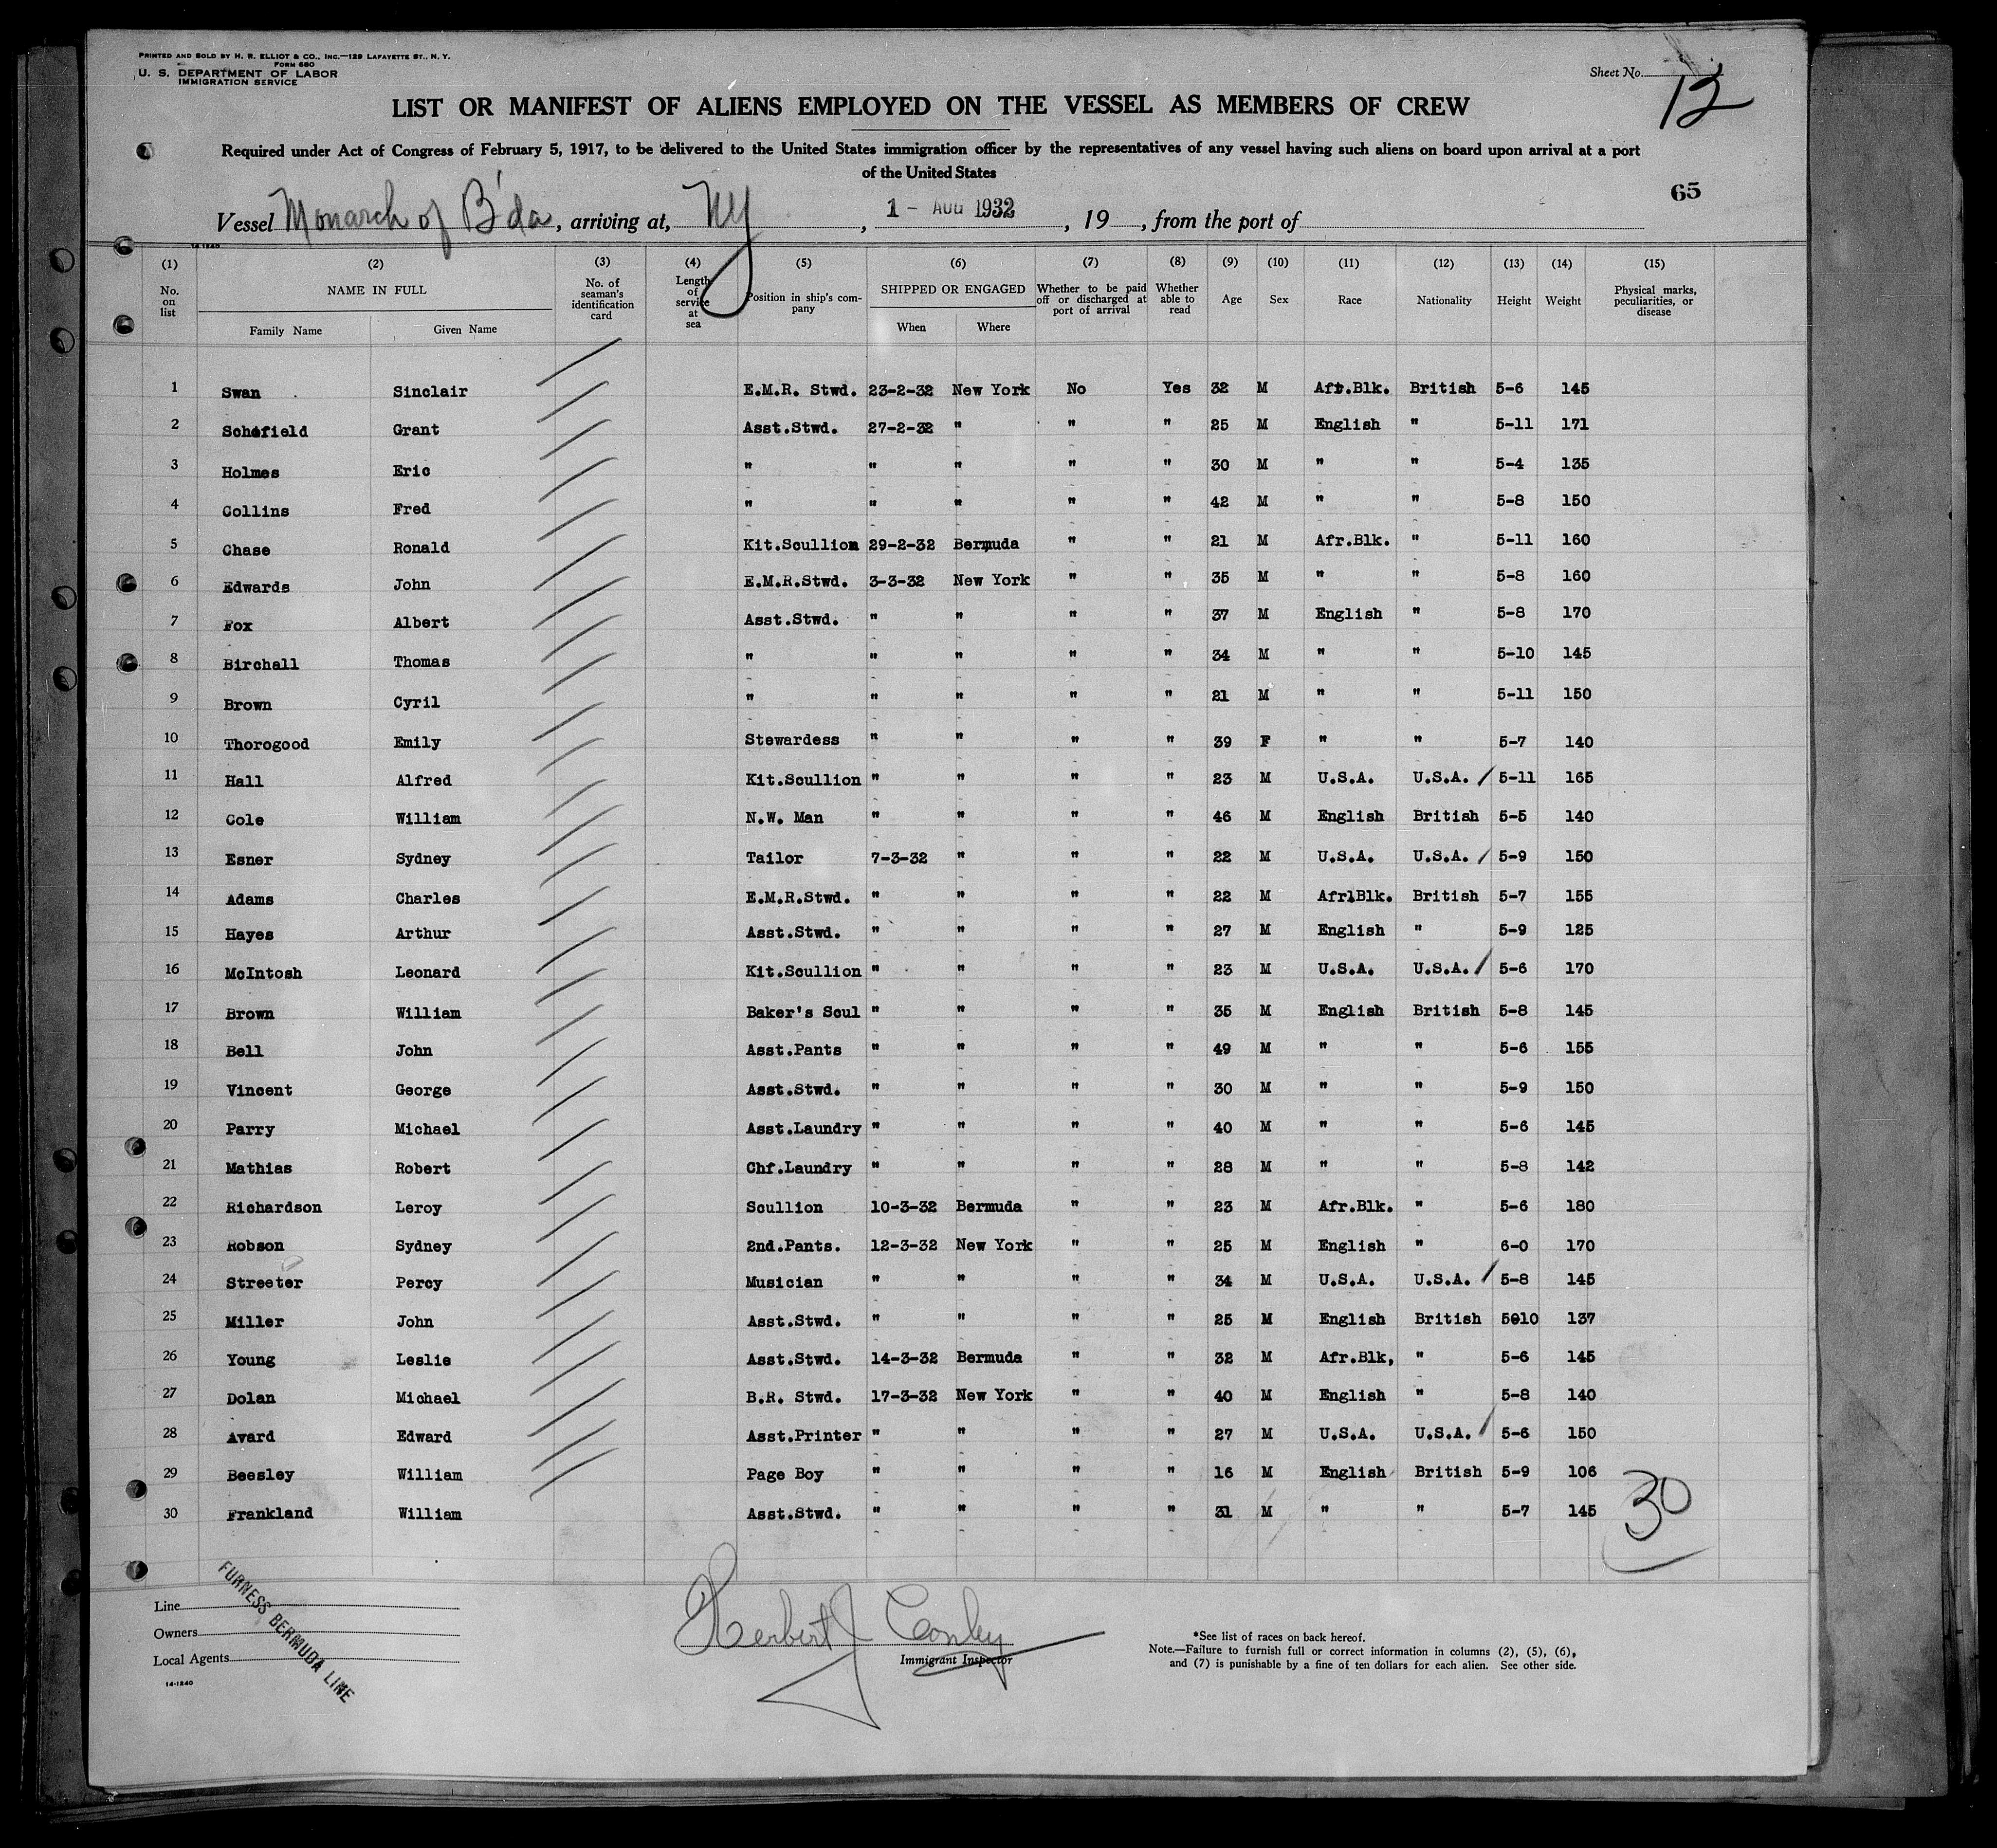 PRINTED AND SOLD BY H. R. ELLIOT & CO., INC.—129 LAFAYETTE ST., N. Y.
FORM 680
U. S. DEPARTMENT OF LABOR
IMMIGRATION SERVICE
Sheet No. 12
LIST OR MANIFEST OF ALIENS EMPLOYED ON THE VESSEL AS MEMBERS OF CREW
Required under Act of Congress of February 5, 1917, to be delivered to the United States immigration officer by the representatives of any vessel having such aliens on board upon arrival at a port
of the United States
65
Vessel Monarch of B'da, arriving at, NY, 1 - AUG 1932, 19 , from the port of
14-1240
(1) (2) (3) (4) (5) (6) (7) (8) (9) (10) (11) (12) (13) (14) (15)
No. on list NAME IN FULL Family Name Given Name No. of seaman's identification card Length of service at sea Position in ship's company SHIPPED OR ENGAGED When Where Whether to be paid off or discharged at port of arrival Whether able to read Age Sex Race Nationality Height Weight Physical marks, peculiarities, or disease
1 Swan Sinclair E.M.R. Stwd. 23-2-32 New York No Yes 32 M Afr.Blk. British 5-6 145
2 Schofield Grant Asst.Stwd. 27-2-32 " " " 25 M English " 5-11 171
3 Holmes Eric " " " " " 30 M " " 5-4 135
4 Collins Fred " " " " " 42 M " " 5-8 150
5 Chase Ronald Kit.Scullion 29-2-32 Bermuda " " 21 M Afr.Blk. " 5-11 160
6 Edwards John E.M.R.Stwd. 3-3-32 New York " " 35 M " " 5-8 160
7 Fox Albert Asst.Stwd. " " " " 37 M English " 5-8 170
8 Birchall Thomas " " " " " 34 M " " 5-10 145
9 Brown Cyril " " " " " 21 M " " 5-11 150
10 Thorogood Emily Stewardess " " " " 39 F " " 5-7 140
11 Hall Alfred Kit.Scullion " " " " 23 M U.S.A. U.S.A. 5-11 165
12 Cole William N.W. Man " " " " 46 M English British 5-5 140
13 Esner Sydney Tailor 7-3-32 " " " 22 M U.S.A. U.S.A. 5-9 150
14 Adams Charles E.M.R.Stwd. " " " " 22 M Afr.Blk. British 5-7 155
15 Hayes Arthur Asst.Stwd. " " " " 27 M English " 5-9 125
16 McIntosh Leonard Kit.Scullion " " " " 23 M U.S.A. U.S.A. 5-6 170
17 Brown William Baker's Scul " " " " 35 M English British 5-8 145
18 Bell John Asst.Pants " " " " 49 M " " 5-6 155
19 Vincent George Asst.Stwd. " " " " 30 M " " 5-9 150
20 Parry Michael Asst.Laundry " " " " 40 M " " 5-6 145
21 Mathias Robert Chf.Laundry " " " " 28 M " " 5-8 142
22 Richardson Leroy Scullion 10-3-32 Bermuda " " 23 M Afr.Blk. " 5-6 180
23 Robson Sydney 2nd.Pants. 12-3-32 New York " " 25 M English " 6-0 170
24 Streeter Percy Musician " " " " 34 M U.S.A. U.S.A. 5-8 145
25 Miller John Asst.Stwd. " " " " 25 M English British 5@10 137
26 Young Leslie Asst.Stwd. 14-3-32 Bermuda " " 32 M Afr.Blk, " 5-6 145
27 Dolan Michael B.R. Stwd. 17-3-32 New York " " 40 M English " 5-8 140
28 Avard Edward Asst.Printer " " " " 27 M U.S.A. U.S.A. 5-6 150
29 Beesley William Page Boy " " " " 16 M English British 5-9 106
30 Frankland William Asst.Stwd. " " " " 31 M " " 5-7 145
30
Line
Owners
Local Agents
FURNESS BERMUDA LINE
14-1240
Herbert J Conley
Immigrant Inspector
*See list of races on back hereof.
Note.—Failure to furnish full or correct information in columns (2), (5), (6),
and (7) is punishable by a fine of ten dollars for each alien. See other side.